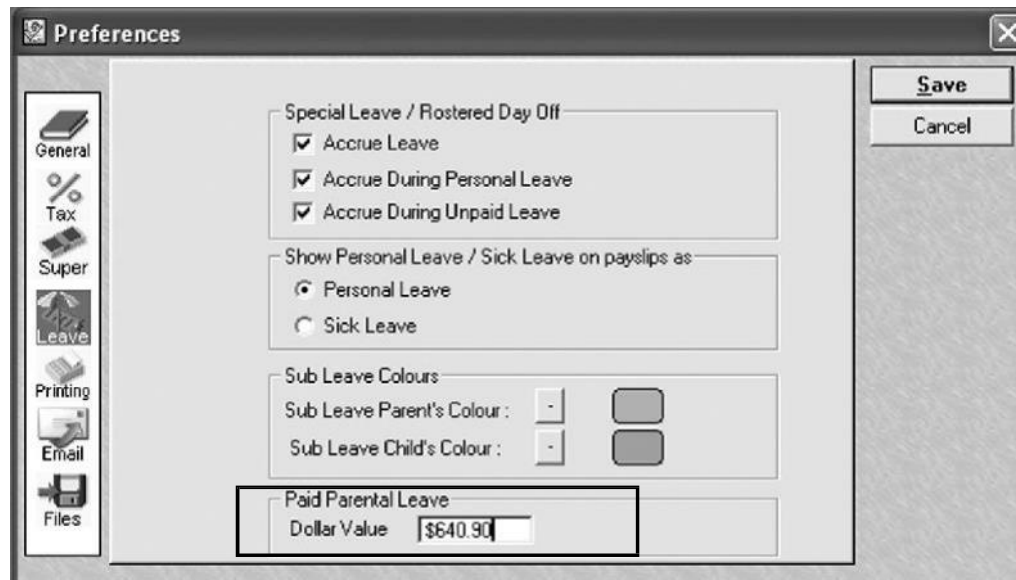 Preferences
General
Tax
Super
Leave
Printing
Email
Files
Special Leave / Rostered Day Off
Accrue Leave
Accrue During Personal Leave
Accrue During Unpaid Leave
Show Personal Leave / Sick Leave on payslips as
Personal Leave
Sick Leave
Sub Leave Colours
Sub Leave Parent's Colour : -
Sub Leave Child's Colour : -
Paid Parental Leave
Dollar Value $640.90
Save
Cancel